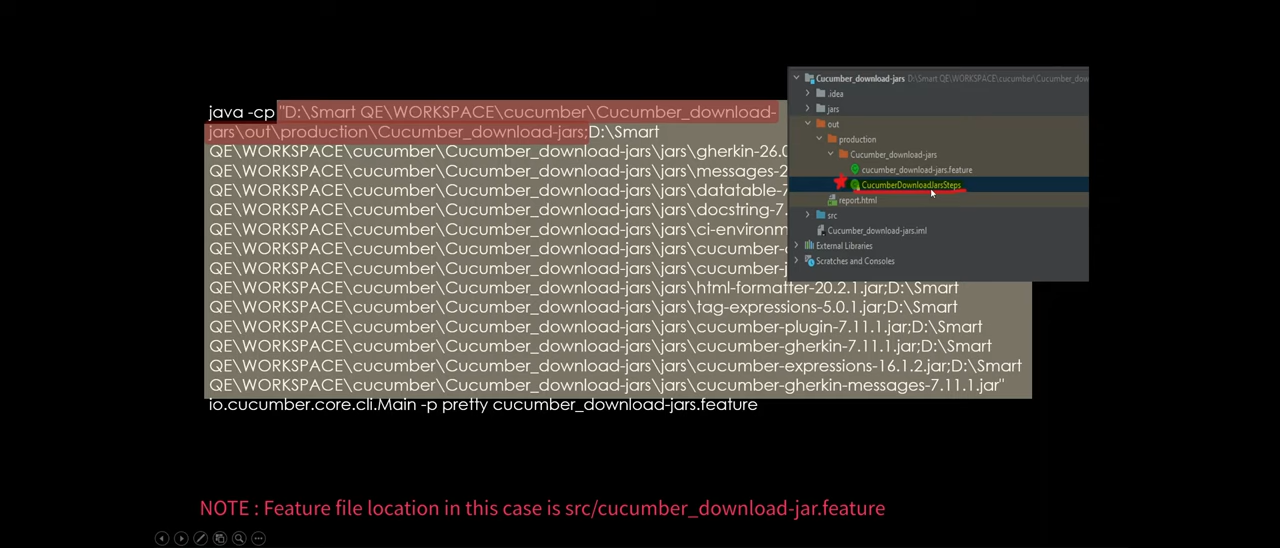 java -cp "D:\Smart QE\WORKSPACE\cucumber\Cucumber_download-
jars\out\production\Cucumber_download-jars;D:\Smart
QE\WORKSPACE\cucumber\Cucumber_download-jars\jars\gherkin-26.0
QE\WORKSPACE\cucumber\Cucumber_download-jars\jars\messages-2
QE\WORKSPACE\cucumber\Cucumber_download-jars\jars\datatable-7
QE\WORKSPACE\cucumber\Cucumber_download-jars\jars\docstring-7.
QE\WORKSPACE\cucumber\Cucumber_download-jars\jars\ci-environm
QE\WORKSPACE\cucumber\Cucumber_download-jars\jars\cucumber-
QE\WORKSPACE\cucumber\Cucumber_download-jars\jars\cucumber-j
QE\WORKSPACE\cucumber\Cucumber_download-jars\jars\html-formatter-20.2.1.jar;D:\Smart
QE\WORKSPACE\cucumber\Cucumber_download-jars\jars\tag-expressions-5.0.1.jar;D:\Smart
QE\WORKSPACE\cucumber\Cucumber_download-jars\jars\cucumber-plugin-7.11.1.jar;D:\Smart
QE\WORKSPACE\cucumber\Cucumber_download-jars\jars\cucumber-gherkin-7.11.1.jar;D:\Smart
QE\WORKSPACE\cucumber\Cucumber_download-jars\jars\cucumber-expressions-16.1.2.jar;D:\Smart
QE\WORKSPACE\cucumber\Cucumber_download-jars\jars\cucumber-gherkin-messages-7.11.1.jar"
io.cucumber.core.cli.Main -p pretty cucumber_download-jars.feature
Cucumber_download-jars D:\Smart QE\WORKSPACE\cucumber\Cucumber_dow
.idea
jars
out
production
Cucumber_download-jars
cucumber_download-jars.feature
CucumberDownloadJarsSteps
report.html
src
Cucumber_download-jars.iml
External Libraries
Scratches and Consoles
NOTE : Feature file location in this case is src/cucumber_download-jar.feature